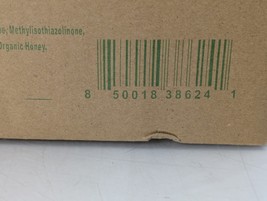 Methylisothiazolinone,
Organic Honey.
8 50018 38624 1